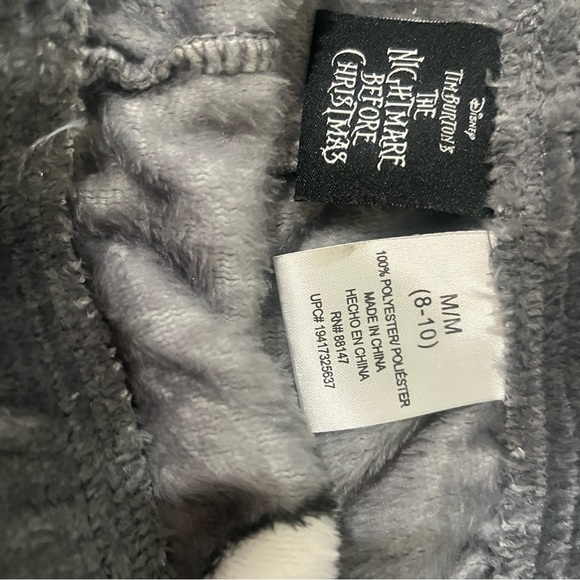 Disney
TIM BURTON'S
THE
NIGHTMARE
BEFORE
CHRISTMAS
M/M
(8-10)
100% POLYESTER/ POLIÉSTER
MADE IN CHINA
HECHO EN CHINA
RN# 88147
UPC# 19417325637